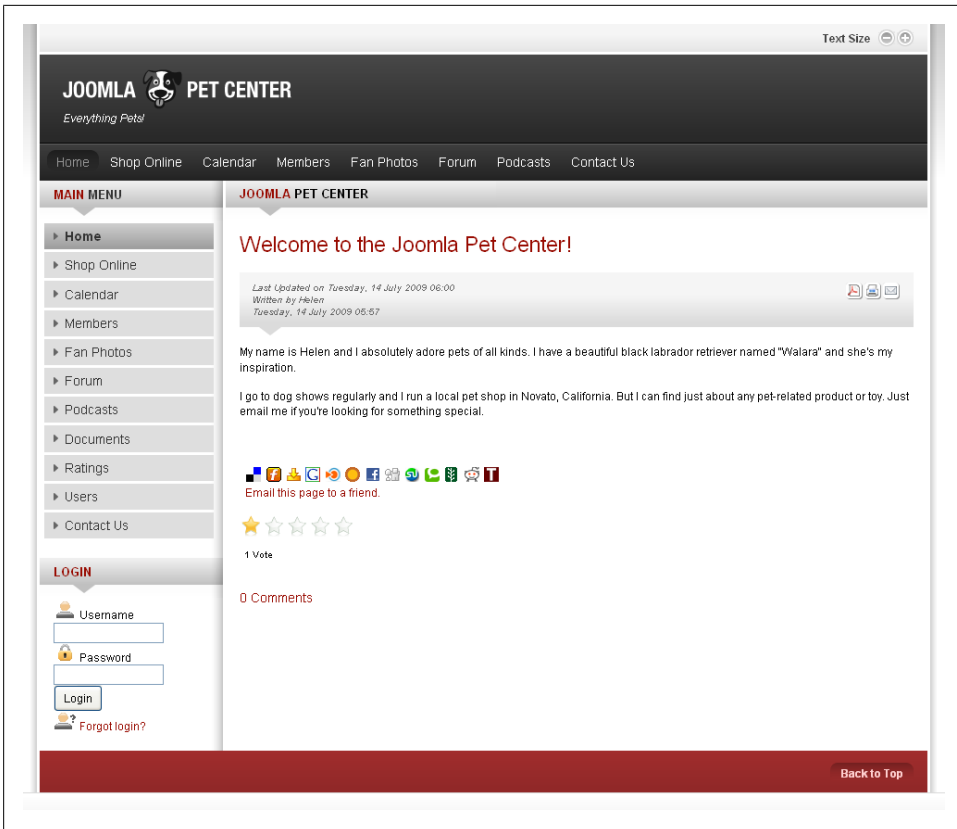 Text Size
JOOMLA PET CENTER
Everything Pets!
Home Shop Online Calendar Members Fan Photos Forum Podcasts Contact Us
MAIN MENU
Home
Shop Online
Calendar
Members
Fan Photos
Forum
Podcasts
Documents
Ratings
Users
Contact Us
LOGIN
Username
Password
Login
Forgot login?
JOOMLA PET CENTER
Welcome to the Joomla Pet Center!
Last Updated on Tuesday, 14 July 2009 06:00
Written by Helen
Tuesday, 14 July 2009 05:57
My name is Helen and I absolutely adore pets of all kinds. I have a beautiful black labrador retriever named "Walara" and she's my
inspiration.
I go to dog shows regularly and I run a local pet shop in Novato, California. But I can find just about any pet-related product or toy. Just
email me if you're looking for something special.
Email this page to a friend.
1 Vote
0 Comments
Back to Top